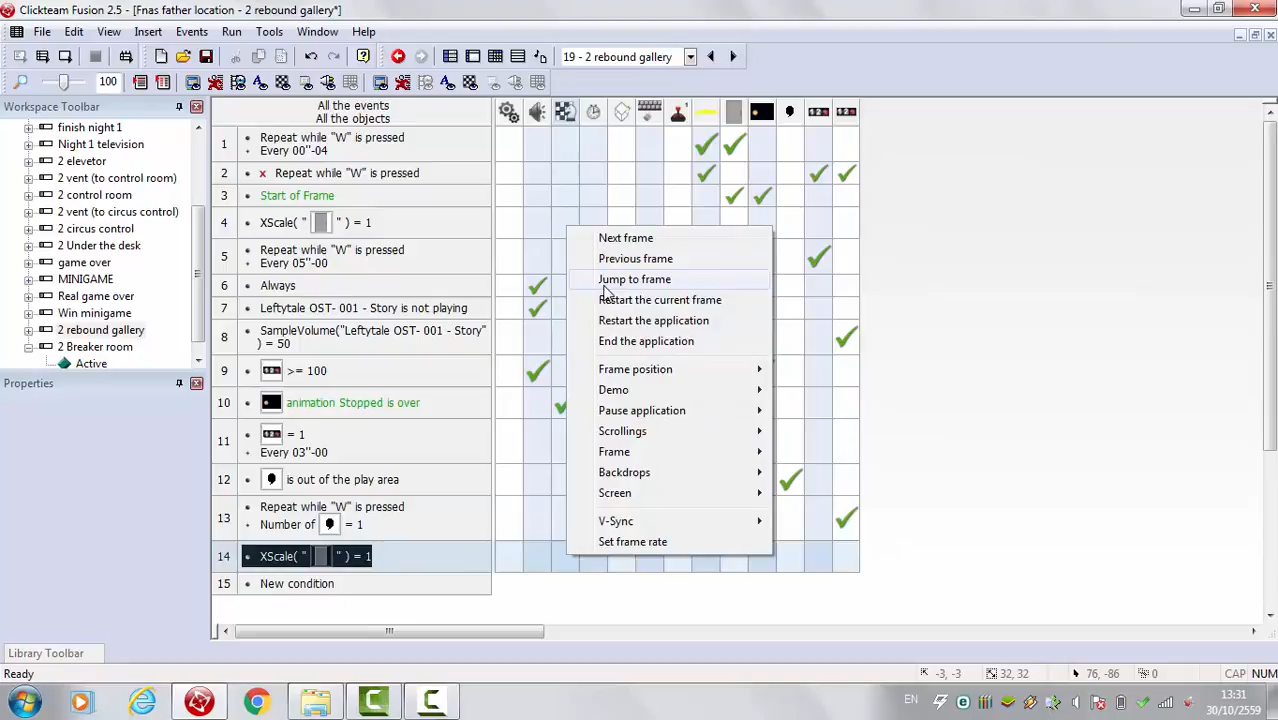 Clickteam Fusion 2.5 - [Fnas father location - 2 rebound gallery*]
File Edit View Insert Events Run Tools Window Help
19 - 2 rebound gallery
100
Workspace Toolbar
finish night 1
Night 1 television
2 elevetor
2 vent (to control room)
2 control room
2 vent (to circus control)
2 circus control
2 Under the desk
game over
MINIGAME
Real game over
Win minigame
2 rebound gallery
2 Breaker room
Active
Properties
Library Toolbar
All the events
All the objects
1 Repeat while "W" is pressed
Every 00"-04
2 Repeat while "W" is pressed
3 Start of Frame
4 XScale( " " ) = 1
5 Repeat while "W" is pressed
Every 05"-00
6 Always
7 Leftytale OST- 001 - Story is not playing
8 SampleVolume("Leftytale OST- 001 - Story"
) = 50
9 >= 100
10 animation Stopped is over
11 = 1
Every 03"-00
12 is out of the play area
13 Repeat while "W" is pressed
Number of = 1
14 XScale( " " ) = 1
15 New condition
Next frame
Previous frame
Jump to frame
Restart the current frame
Restart the application
End the application
Frame position
Demo
Pause application
Scrollings
Frame
Backdrops
Screen
V-Sync
Set frame rate
Ready
-3, -3
32, 32
76, -86
0
CAP NUM
EN
13:31
30/10/2559